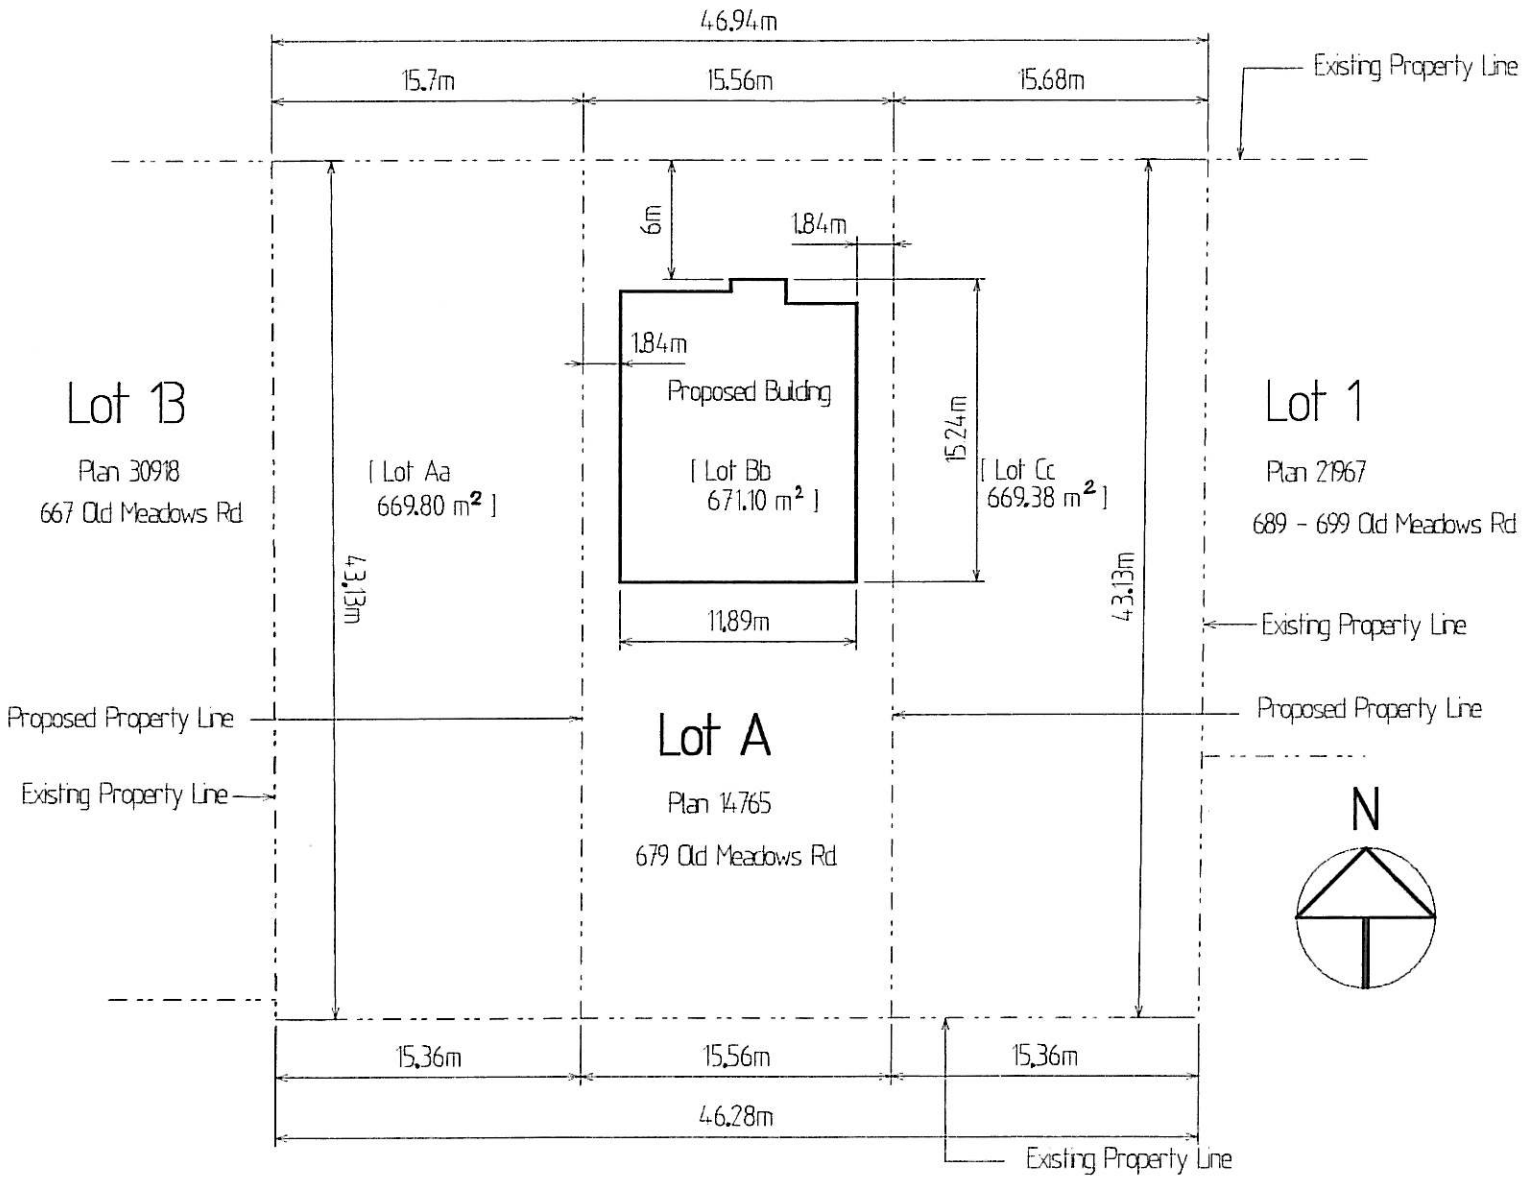 46.94m
15.7m
15.56m
15.68m
Existing Property Line
6m
1.84m
1.84m
Proposed Building
15.24m
Lot 13
Plan 30918
667 Old Meadows Rd
[ Lot Aa
669.80 m² ]
[ Lot Bb
671.10 m² ]
[ Lot Cc
669.38 m² ]
Lot 1
Plan 21967
689 - 699 Old Meadows Rd
43.13m
43.13m
11.89m
Existing Property Line
Proposed Property Line
Proposed Property Line
Lot A
Existing Property Line
Plan 14765
679 Old Meadows Rd
N
15.36m
15.56m
15.36m
46.28m
Existing Property Line